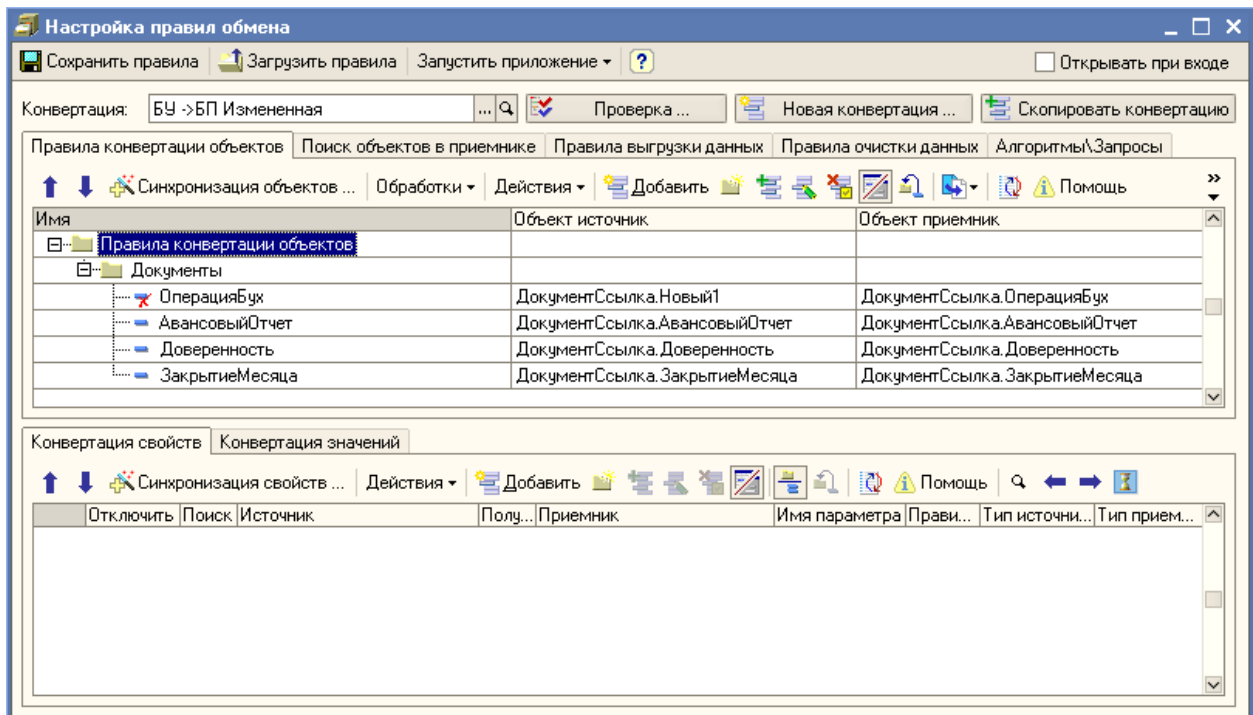 Настройка правил обмена
Сохранить правила Загрузить правила Запустить приложение ? Открывать при входе
Конвертация: БУ ->БП Измененная ... Проверка ... Новая конвертация ... Скопировать конвертацию
Правила конвертации объектов Поиск объектов в приемнике Правила выгрузки данных Правила очистки данных Алгоритмы\Запросы
Синхронизация объектов ... Обработки Действия Добавить Помощь
Имя Объект источник Объект приемник
Правила конвертации объектов
Документы
ОперацияБух ДокументСсылка.Новый1 ДокументСсылка.ОперацияБух
АвансовыйОтчет ДокументСсылка.АвансовыйОтчет ДокументСсылка.АвансовыйОтчет
Доверенность ДокументСсылка.Доверенность ДокументСсылка.Доверенность
ЗакрытиеМесяца ДокументСсылка.ЗакрытиеМесяца ДокументСсылка.ЗакрытиеМесяца
Конвертация свойств Конвертация значений
Синхронизация свойств ... Действия Добавить Помощь
Отключить Поиск Источник Полу... Приемник Имя параметра Прави... Тип источни... Тип прием...